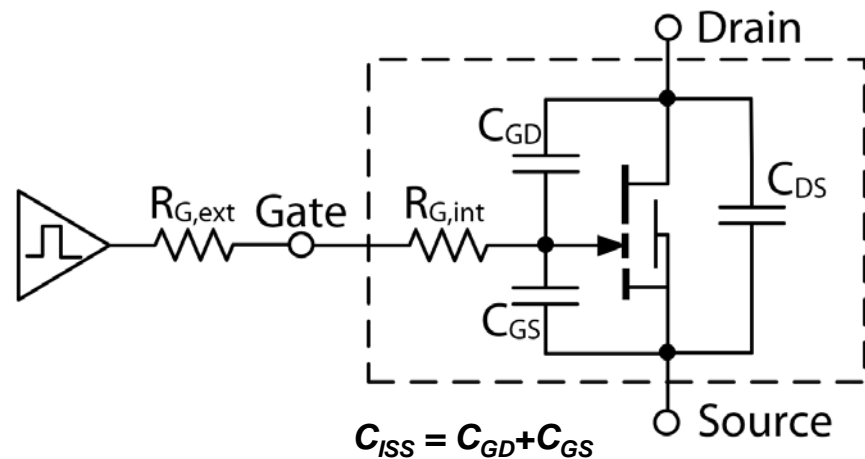 Drain
C_GD
R_G,ext
Gate
R_G,int
C_DS
C_GS
Source
C_ISS = C_GD+C_GS